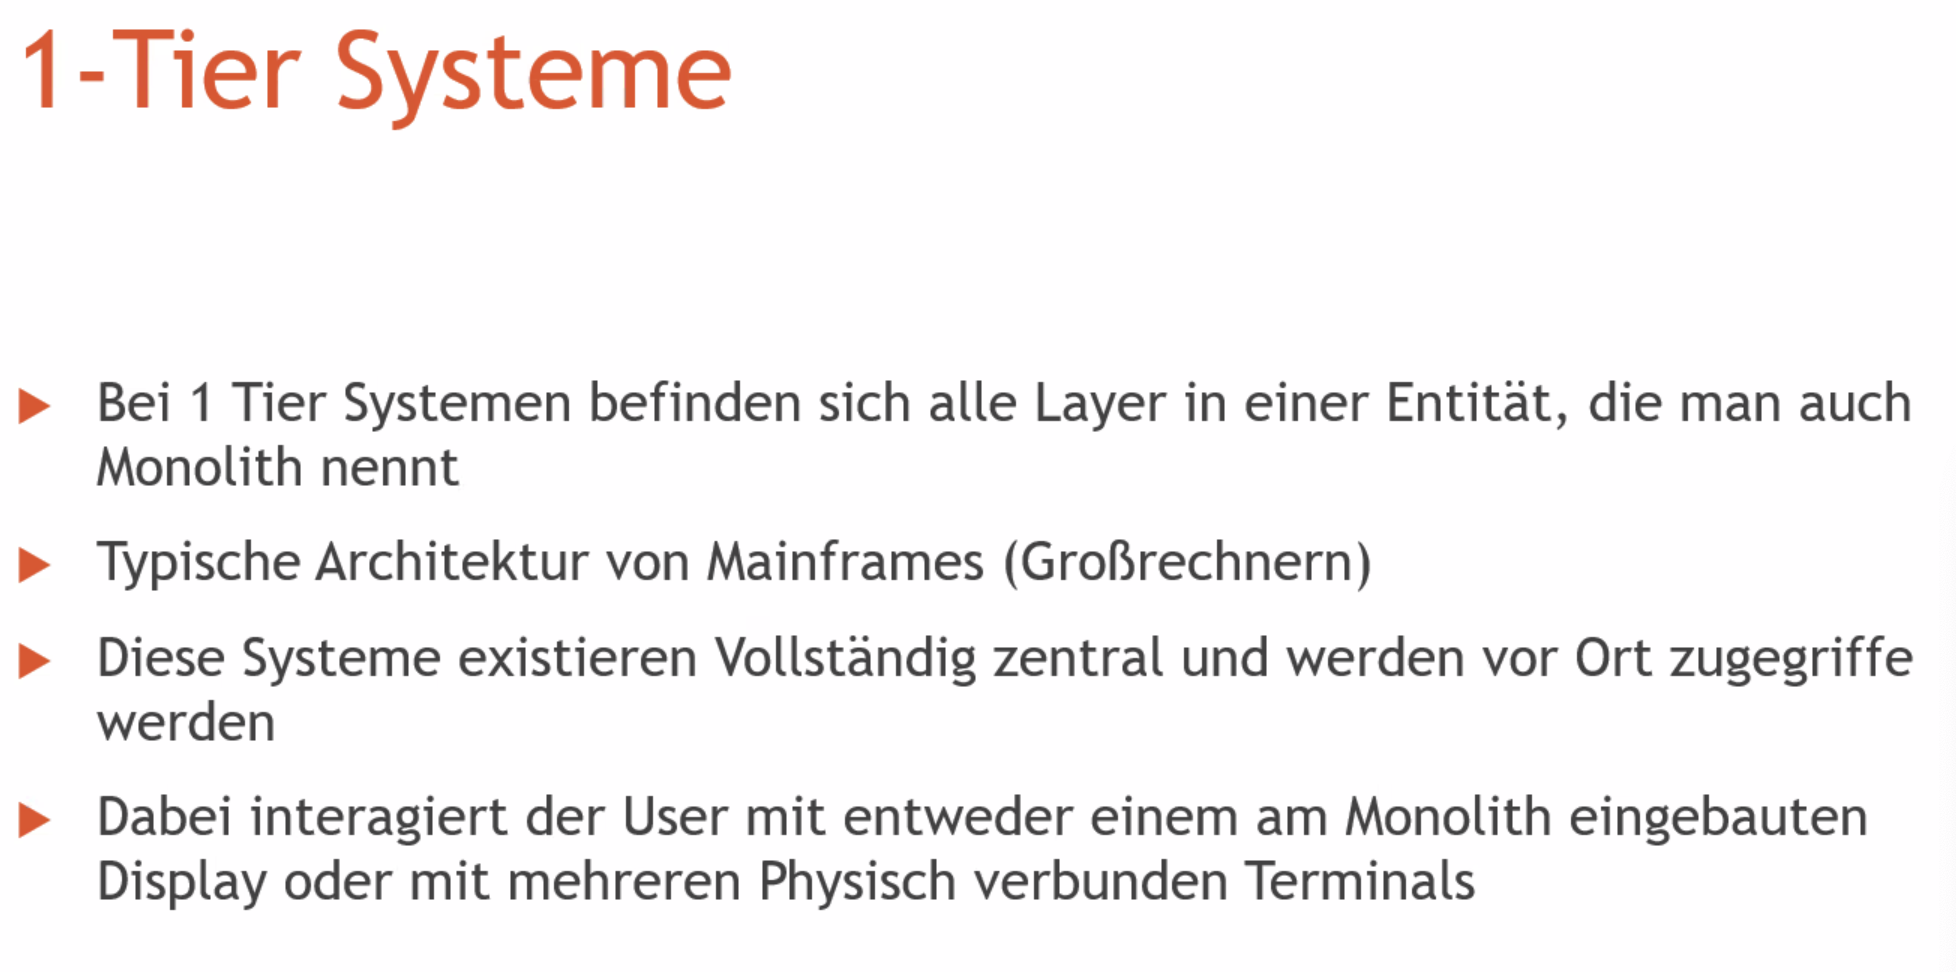 1-Tier Systeme
Bei 1 Tier Systemen befinden sich alle Layer in einer Entität, die man auch
Monolith nennt
Typische Architektur von Mainframes (Großrechnern)
Diese Systeme existieren Vollständig zentral und werden vor Ort zugegriffe
werden
Dabei interagiert der User mit entweder einem am Monolith eingebauten
Display oder mit mehreren Physisch verbunden Terminals